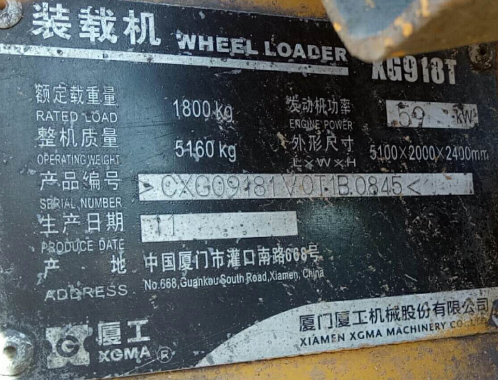 装载机 WHEEL LOADER XG918T
额定载重量 1800kg 发动机功率 59 kW
RATED LOAD ENGINE POWER
整机质量 5160kg 外形尺寸 5100×2000×2400mm
OPERATING WEIGHT L×W×H
产品编号 >CXG09181V0T1B0845<
SERIAL NUMBER
生产日期 11
PRODUCE DATE
产 地 中国厦门市灌口南路668号
ADDRESS No.668,Guankou South Road,Xiamen, China
厦工 厦门厦工机械股份有限公司
XGMA ® XIAMEN XGMA MACHINERY CO.,LTD